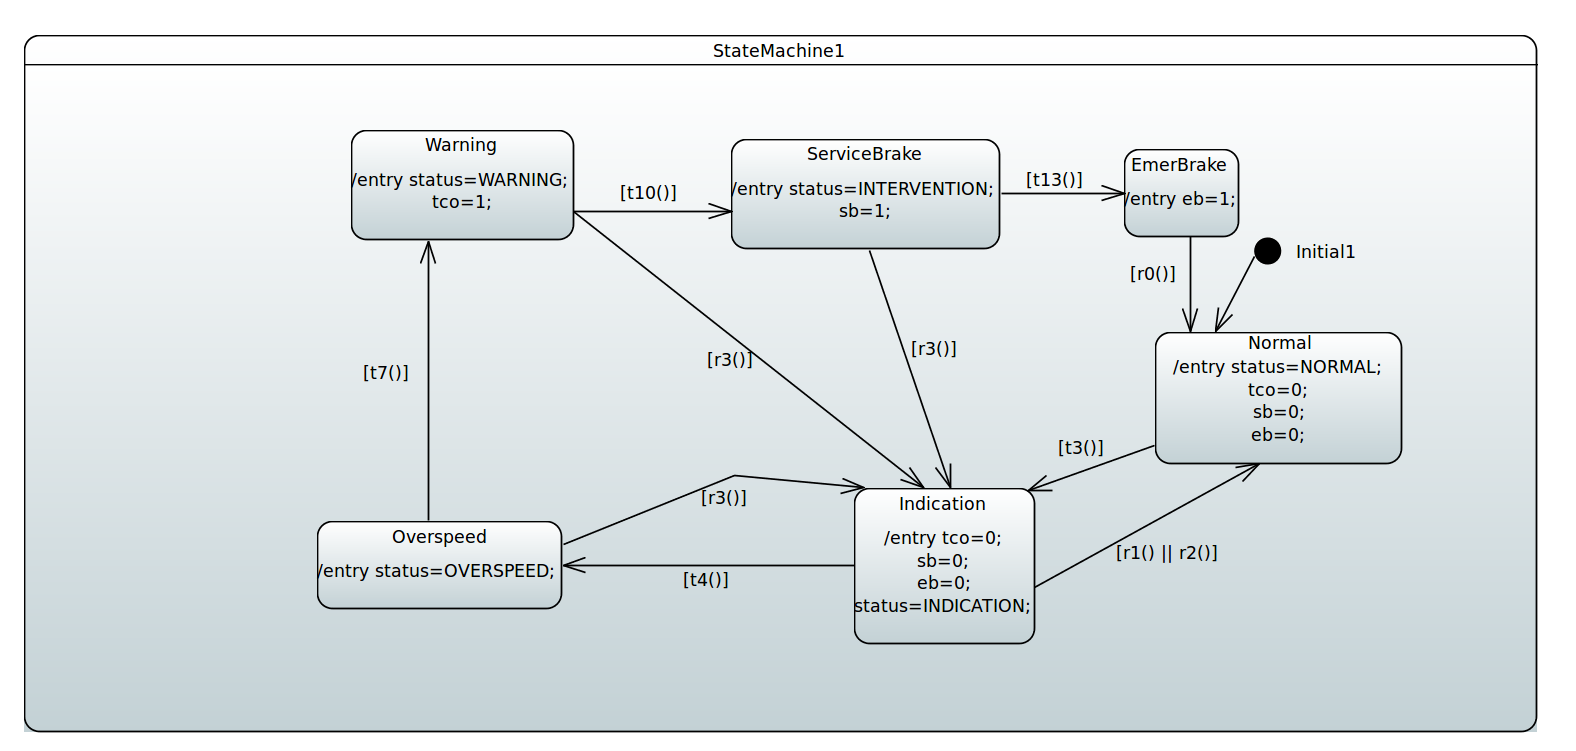 StateMachine1
Warning
/entry status=WARNING;
tco=1;
[t10()]
ServiceBrake
/entry status=INTERVENTION;
sb=1;
[t13()]
EmerBrake
/entry eb=1;
Initial1
[r0()]
Normal
/entry status=NORMAL;
tco=0;
sb=0;
eb=0;
[t7()]
[r3()]
[r3()]
[t3()]
[r3()]
Indication
/entry tco=0;
sb=0;
eb=0;
status=INDICATION;
[r1() || r2()]
Overspeed
/entry status=OVERSPEED;
[t4()]